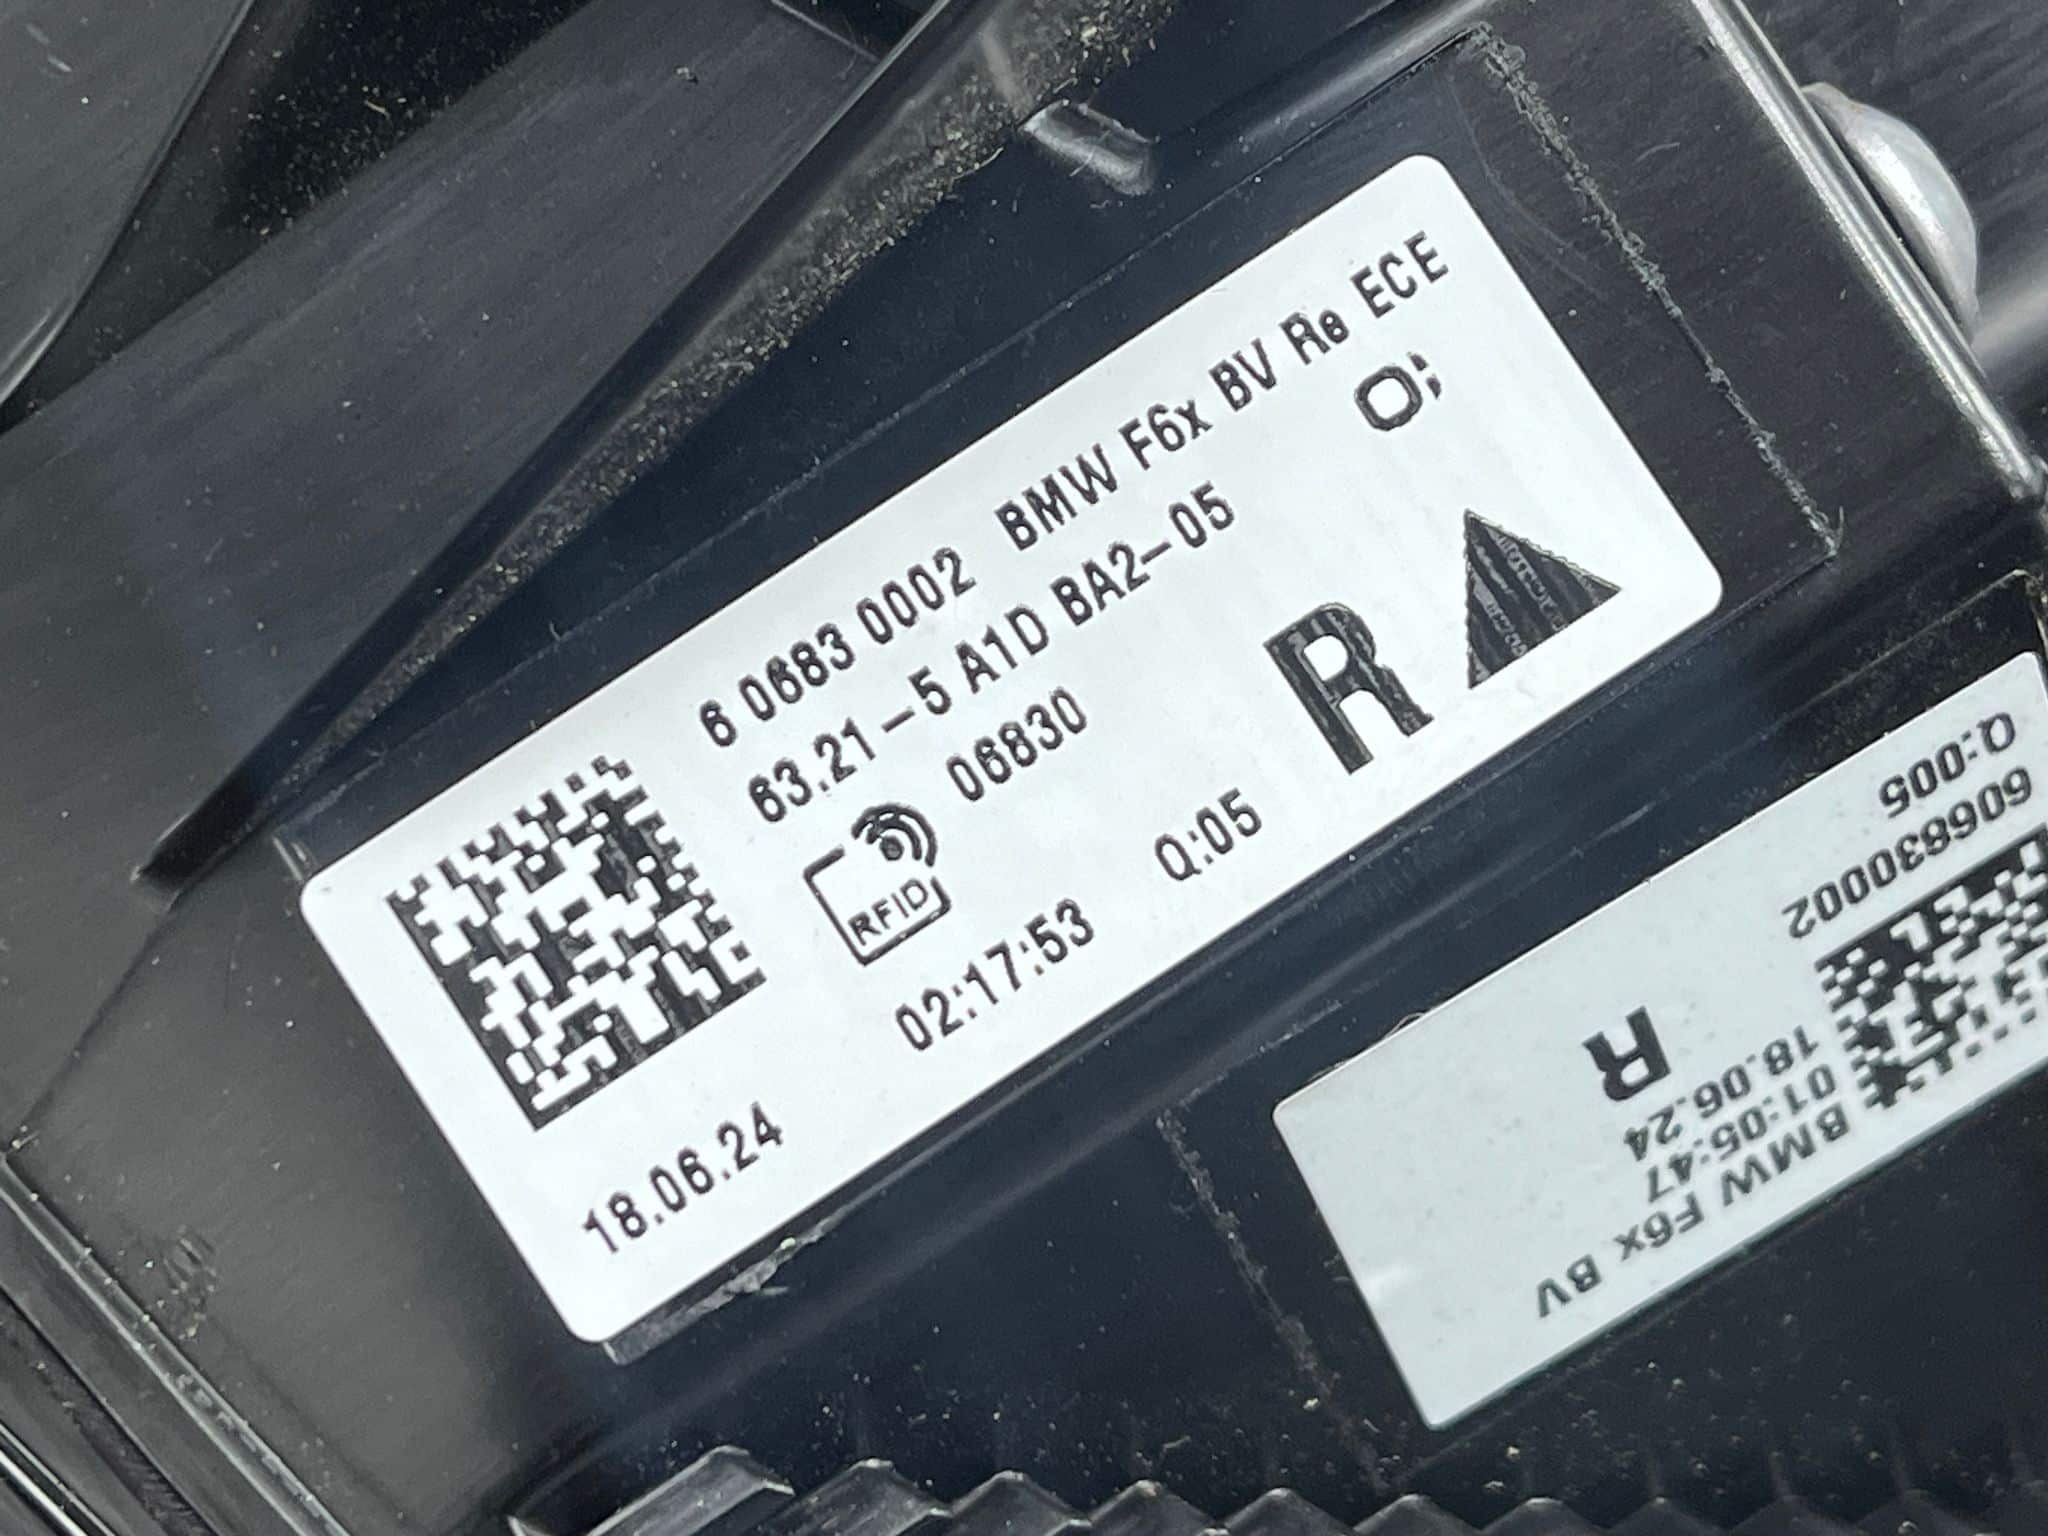 6 0683 0002 BMW F6x BV Re ECE
63.21-5 A1D BA2-05
06830
RFID
R
18.06.24 02:17:53 Q:05
Q:005
606830002
R
18.06.24
01:05:47
BMW F6x BV